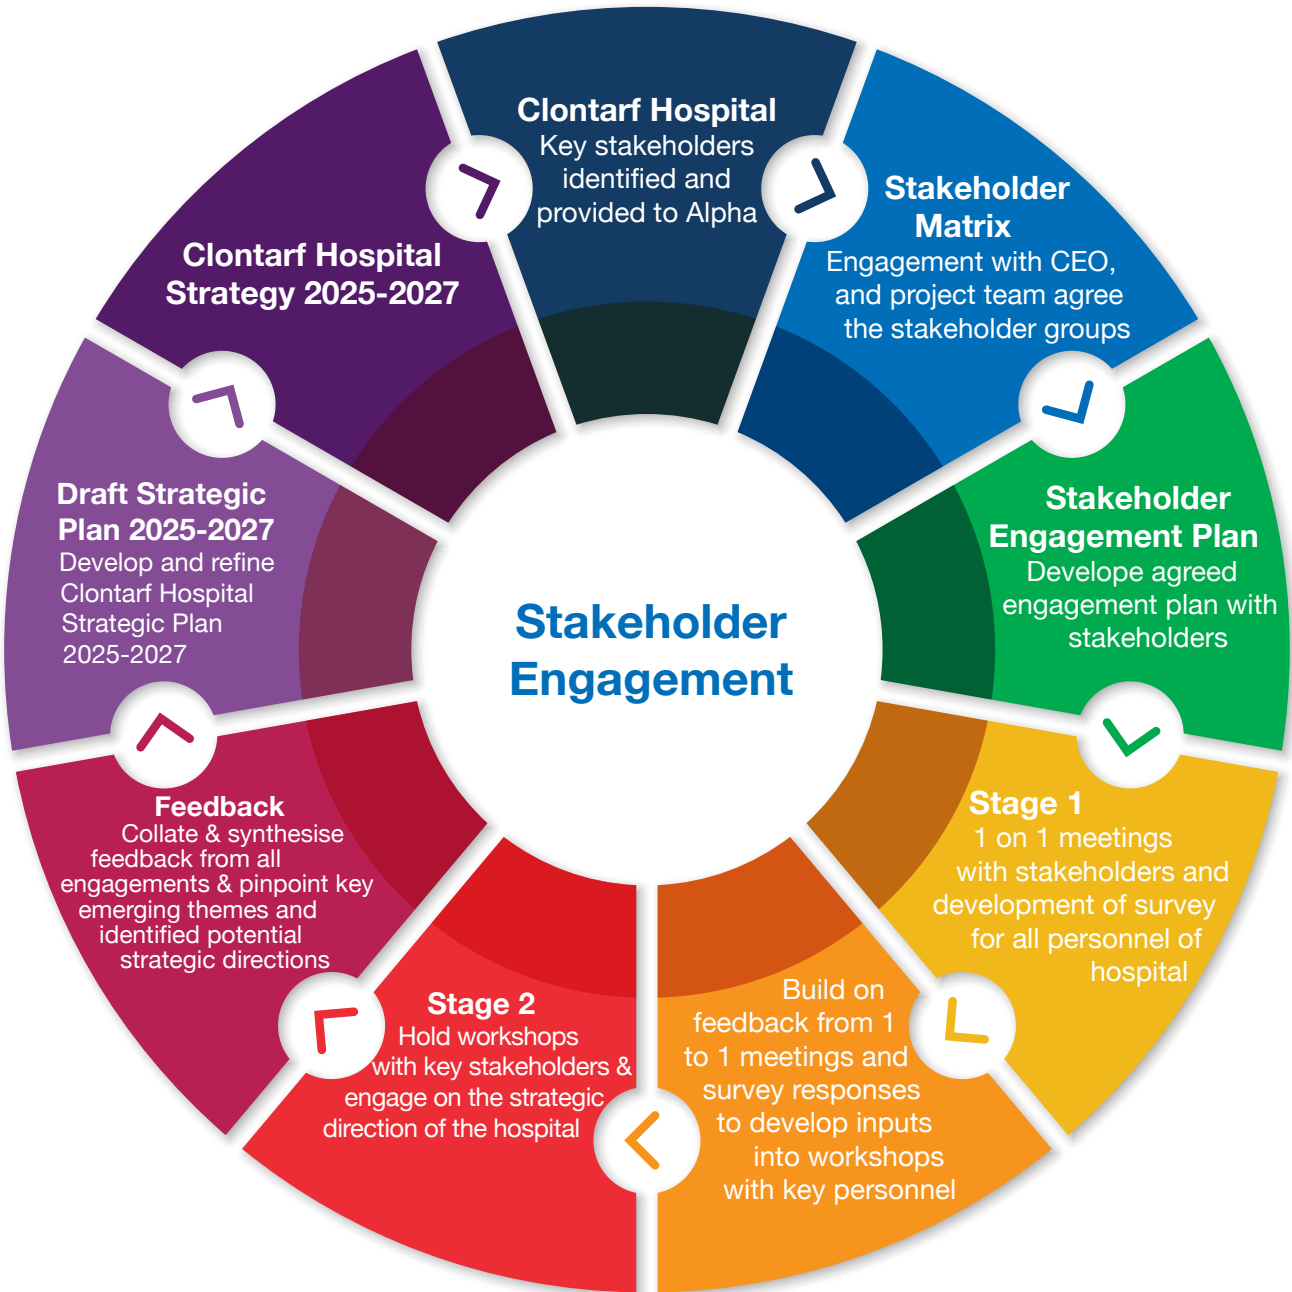 Clontarf Hospital
Key stakeholders
identified and
provided to Alpha
Stakeholder
Matrix
Engagement with CEO,
and project team agree
the stakeholder groups
Stakeholder
Engagement Plan
Develope agreed
engagement plan with
stakeholders
Stage 1
1 on 1 meetings
with stakeholders and
development of survey
for all personnel of
hospital
Build on
feedback from 1
to 1 meetings and
survey responses
to develop inputs
into workshops
with key personnel
Stage 2
Hold workshops
with key stakeholders &
engage on the strategic
direction of the hospital
Feedback
Collate & synthesise
feedback from all
engagements & pinpoint key
emerging themes and
identified potential
strategic directions
Draft Strategic
Plan 2025-2027
Develop and refine
Clontarf Hospital
Strategic Plan
2025-2027
Clontarf Hospital
Strategy 2025-2027
Stakeholder
Engagement